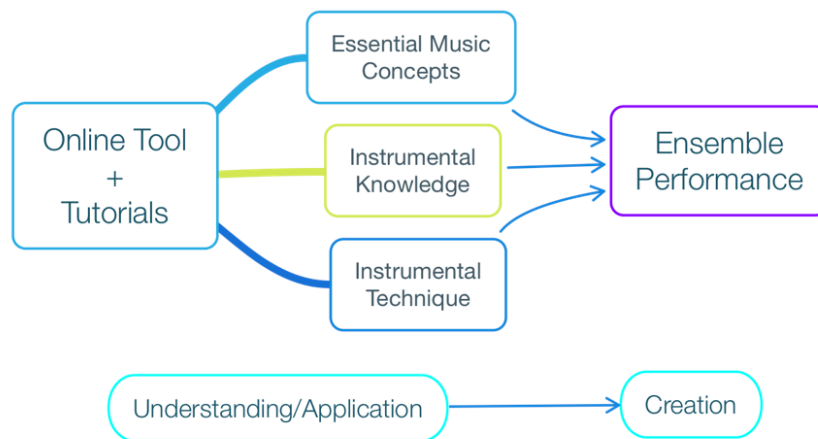 Essential Music
Concepts
Online Tool
+
Tutorials
Instrumental
Knowledge
Ensemble
Performance
Instrumental
Technique
Understanding/Application
Creation